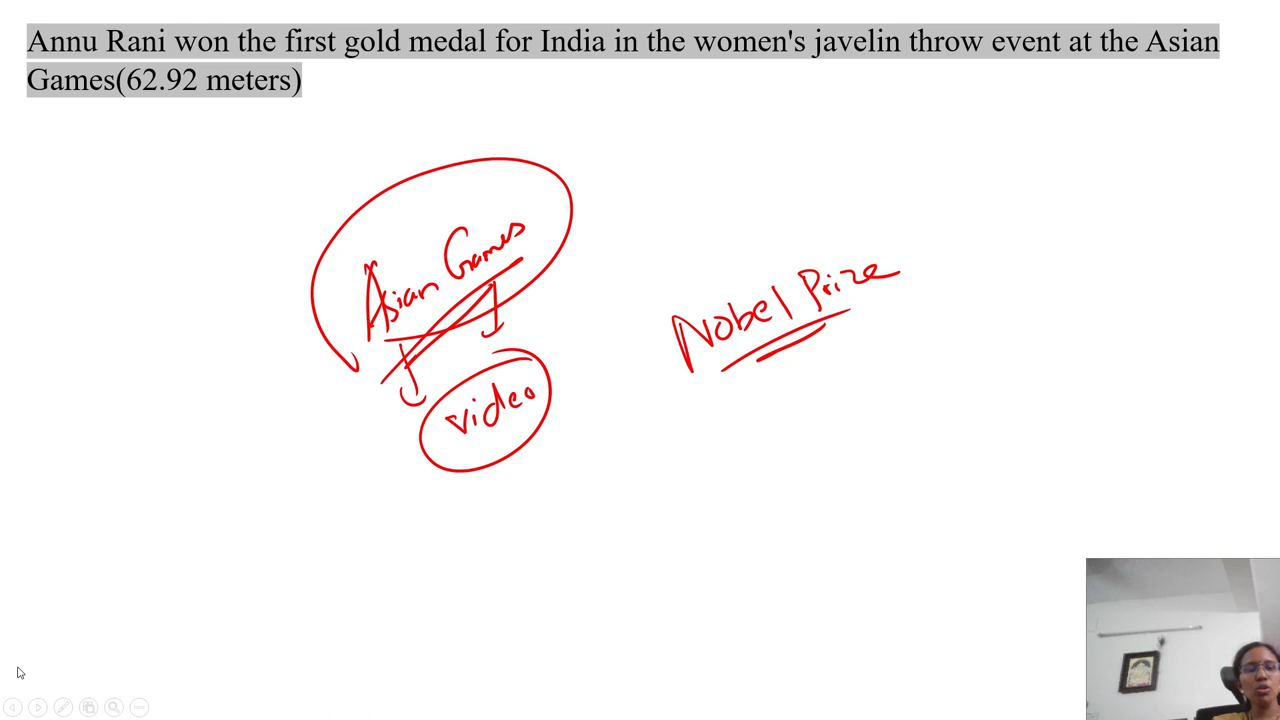 Annu Rani won the first gold medal for India in the women's javelin throw event at the Asian
Games(62.92 meters)
Asian Games
Nobel Prize
video